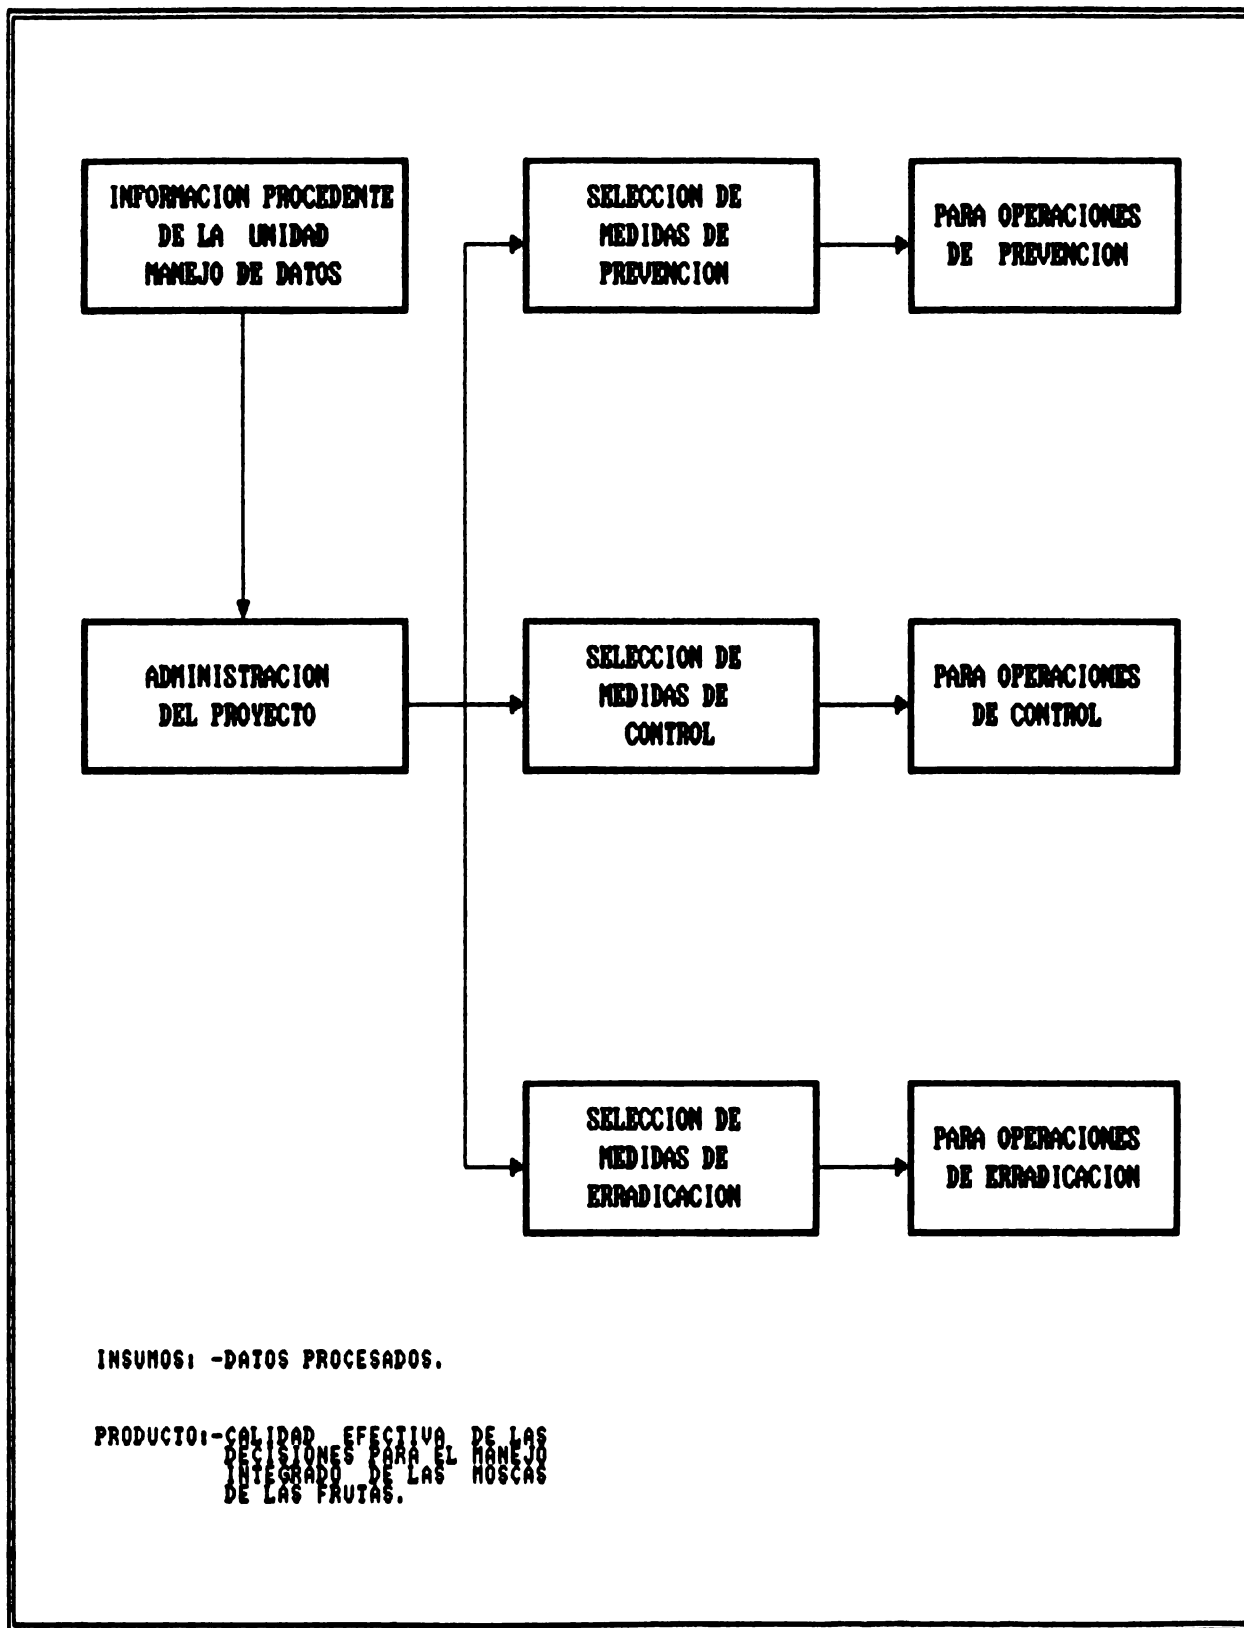 INFORMACION PROCEDENTE
DE LA UNIDAD
MANEJO DE DATOS
SELECCION DE
MEDIDAS DE
PREVENCION
PARA OPERACIONES
DE PREVENCION
ADMINISTRACION
DEL PROYECTO
SELECCION DE
MEDIDAS DE
CONTROL
PARA OPERACIONES
DE CONTROL
SELECCION DE
MEDIDAS DE
ERRADICACION
PARA OPERACIONES
DE ERRADICACION
INSUMOS: -DATOS PROCESADOS.
PRODUCTO:-CALIDAD EFECTIVA DE LAS
DECISIONES PARA EL MANEJO
INTEGRADO DE LAS MOSCAS
DE LAS FRUTAS.